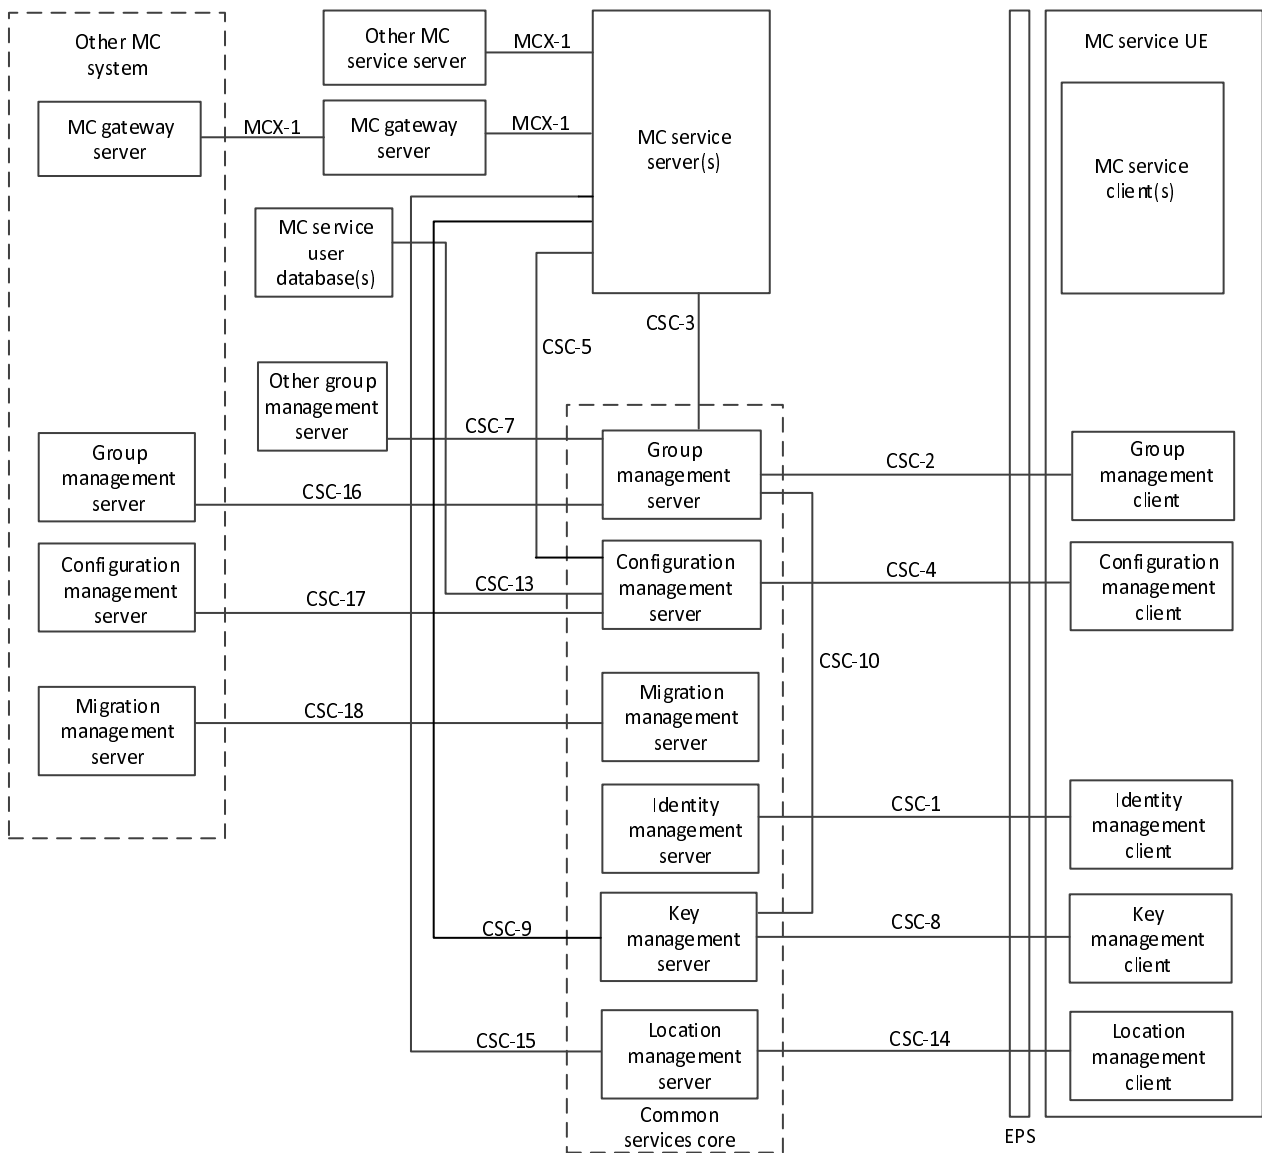 Other MC
system
MC gateway
server
MCX-1
Other MC
service server
MCX-1
MC gateway
server
MCX-1
MC service
server(s)
MC service UE
MC service
client(s)
MC service
user
database(s)
CSC-3
CSC-5
Other group
management
server
CSC-7
Group
management
server
CSC-16
Group
management
server
CSC-2
Group
management
client
Configuration
management
server
CSC-17
CSC-13
Configuration
management
server
CSC-4
Configuration
management
client
CSC-10
Migration
management
server
CSC-18
Migration
management
server
Identity
management
server
CSC-1
Identity
management
client
CSC-9
Key
management
server
CSC-8
Key
management
client
CSC-15
Location
management
server
CSC-14
Location
management
client
Common
services core
EPS